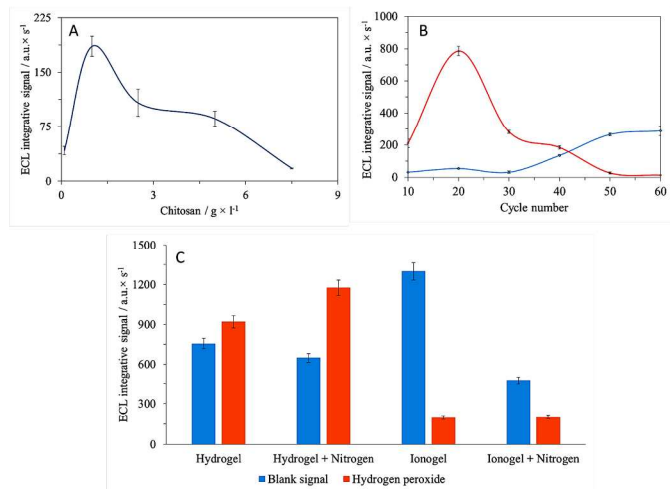 A
ECL integrative signal / a.u. × s⁻¹
225
150
75
0
0
3
6
9
Chitosan / g × l⁻¹
B
ECL integrative signal / a.u. × s⁻¹
1000
800
600
400
200
0
10
20
30
40
50
60
Cycle number
C
ECL integrative signal / a.u.× s⁻¹
1500
1200
900
600
300
0
Hydrogel
Hydrogel + Nitrogen
Ionogel
Ionogel + Nitrogen
Blank signal
Hydrogen peroxide